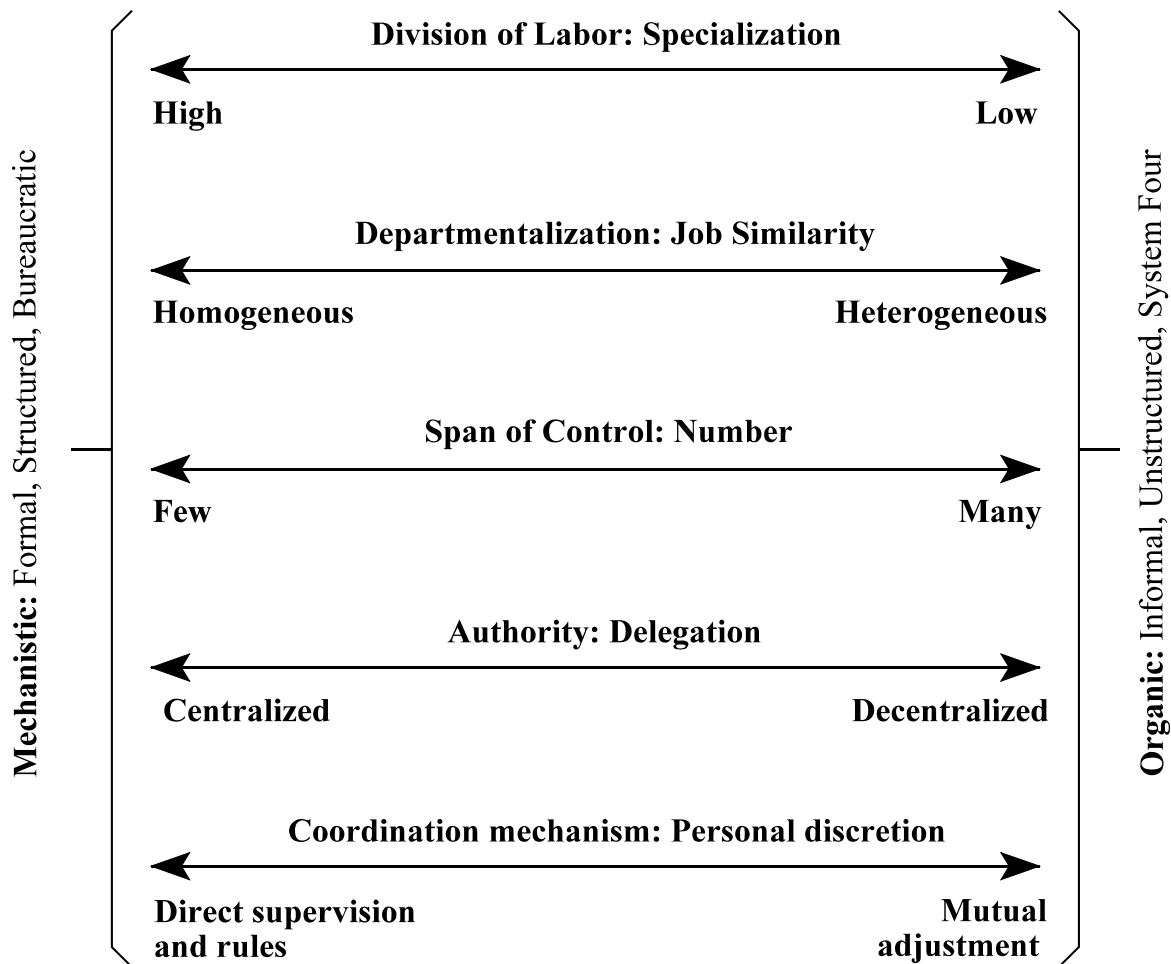 Division of Labor: Specialization
High
Low
Departmentalization: Job Similarity
Homogeneous
Heterogeneous
Span of Control: Number
Few
Many
Authority: Delegation
Centralized
Decentralized
Coordination mechanism: Personal discretion
Direct supervision
and rules
Mutual
adjustment
Mechanistic: Formal, Structured, Bureaucratic
Organic: Informal, Unstructured, System Four